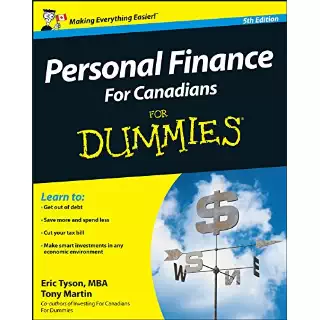 Making Everything Easier!™
5th Edition
Personal Finance
For Canadians
FOR
DUMMIES®
Learn to:
• Get out of debt
• Save more and spend less
• Cut your tax bill
• Make smart investments in any
economic environment
Eric Tyson, MBA
Tony Martin
Co-authors of Investing For Canadians
For Dummies
$
W S N E